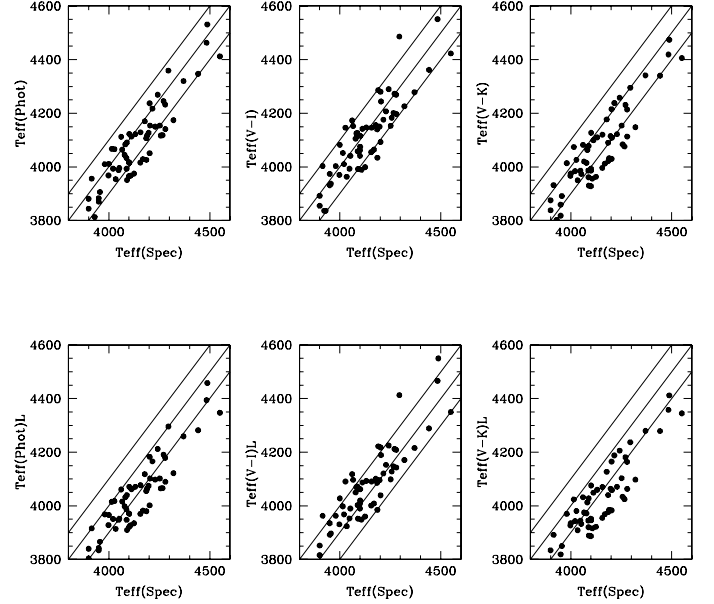 4600 4600 4600
4400 4400 4400
4200 4200 4200
4000 4000 4000
3800 3800 3800
Teff(Phot) Teff(V-I) Teff(V-K)
4000 4500 4000 4500 4000 4500
Teff(Spec) Teff(Spec) Teff(Spec)
4600 4600 4600
4400 4400 4400
4200 4200 4200
4000 4000 4000
3800 3800 3800
Teff(Phot)L Teff(V-I)L Teff(V-K)L
4000 4500 4000 4500 4000 4500
Teff(Spec) Teff(Spec) Teff(Spec)